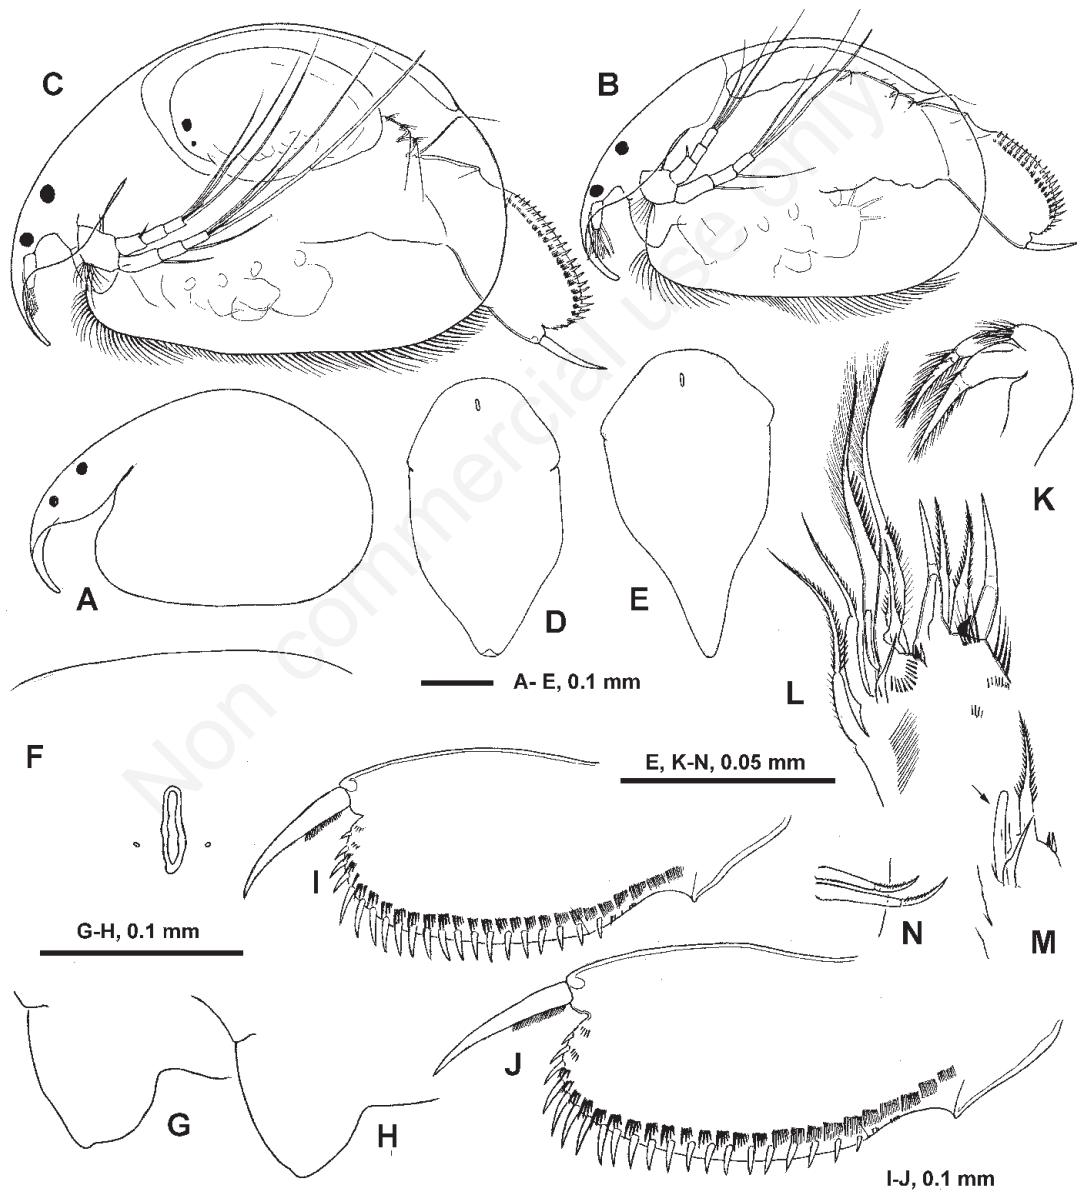 C
B
K
A
D
E
A- E, 0.1 mm
L
F
E, K-N, 0.05 mm
I
G-H, 0.1 mm
N
M
J
G
H
I-J, 0.1 mm
Non commercial use only